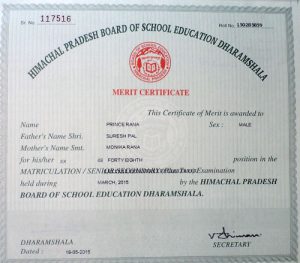 Sr. No. 117516
Roll No. 150205859
HIMACHAL PRADESH BOARD OF SCHOOL EDUCATION DHARAMSHALA
MERIT CERTIFICATE
This Certificate of Merit is awarded to
Name PRINCE RANA Sex : MALE
Father's Name Shri. SURESH PAL
Mother's Name Smt. MONIKA RANA
for his/her xx 48 FORTY EIGHTH position in the
MATRICULATION / SENIOR SECONDARY (Plus Two) Examination
held during MARCH, 2015 by the HIMACHAL PRADESH
BOARD OF SCHOOL EDUCATION DHARAMSHALA.
DHARAMSHALA
Dated : 19-05-2015
SECRETARY